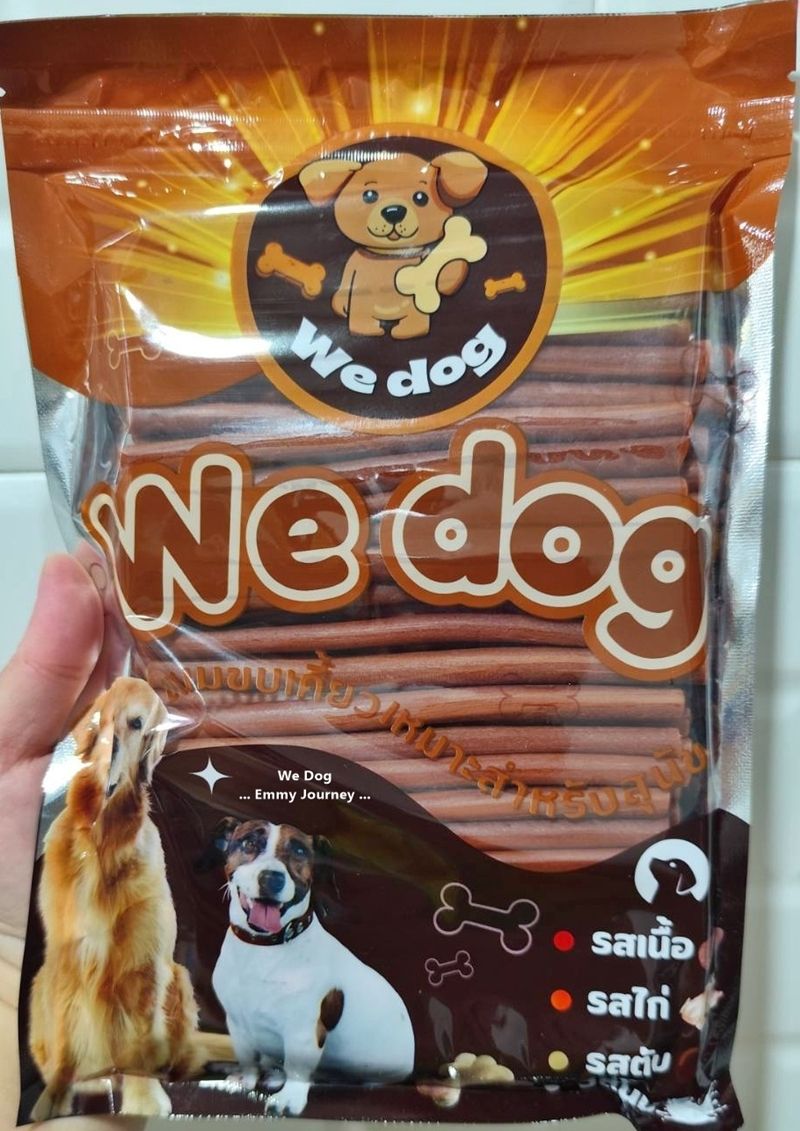 We dog
We dog
ขนมขบเคี้ยวเหมาะสำหรับสุนัข
We Dog
... Emmy Journey ...
รสเนื้อ
รสไก่
รสตับ